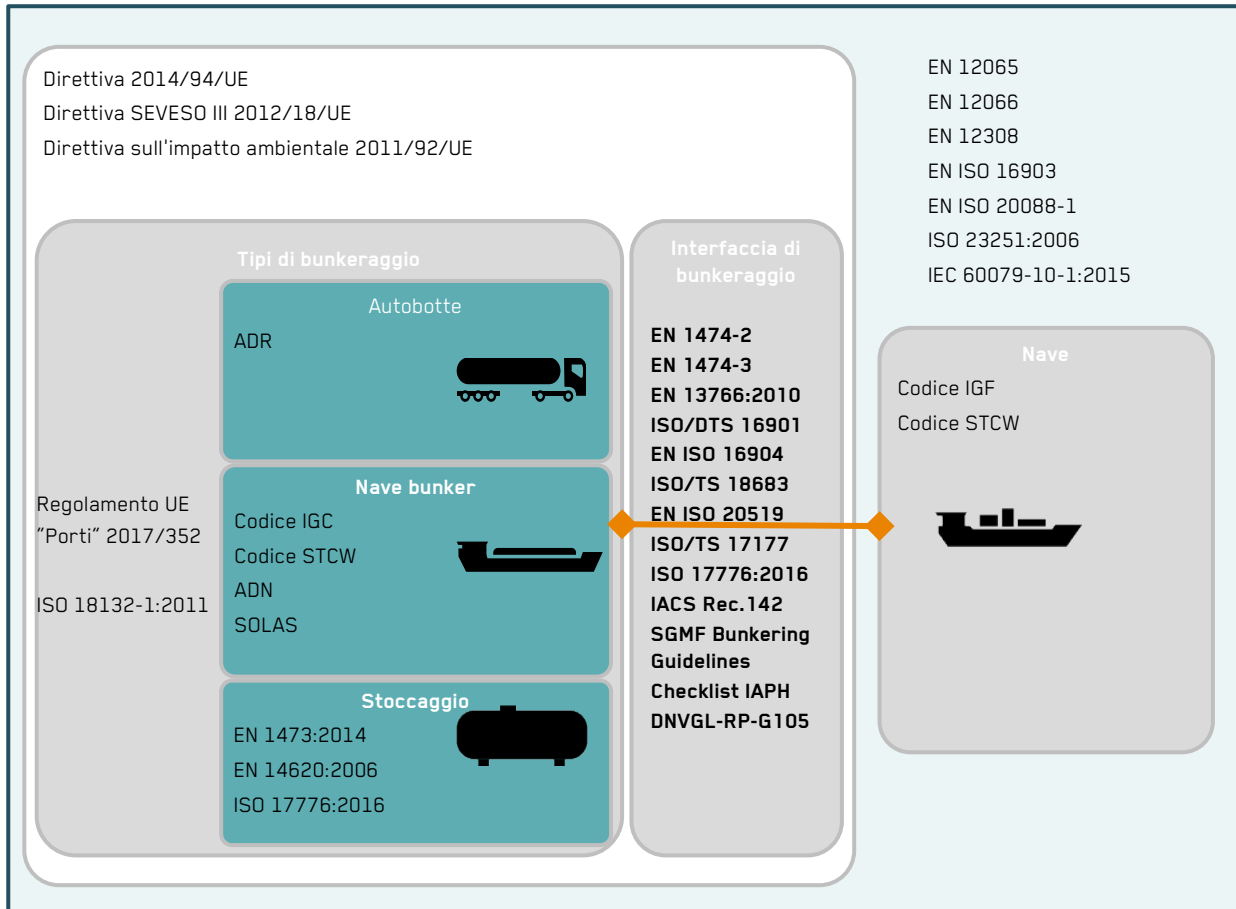 Direttiva 2014/94/UE
Direttiva SEVESO III 2012/18/UE
Direttiva sull'impatto ambientale 2011/92/UE
Tipi di bunkeraggio
Regolamento UE
"Porti" 2017/352
ISO 18132-1:2011
Autobotte
ADR
Nave bunker
Codice IGC
Codice STCW
ADN
SOLAS
Stoccaggio
EN 1473:2014
EN 14620:2006
ISO 17776:2016
Interfaccia di
bunkeraggio
EN 1474-2
EN 1474-3
EN 13766:2010
ISO/DTS 16901
EN ISO 16904
ISO/TS 18683
EN ISO 20519
ISO/TS 17177
ISO 17776:2016
IACS Rec.142
SGMF Bunkering
Guidelines
Checklist IAPH
DNVGL-RP-G105
EN 12065
EN 12066
EN 12308
EN ISO 16903
EN ISO 20088-1
ISO 23251:2006
IEC 60079-10-1:2015
Nave
Codice IGF
Codice STCW